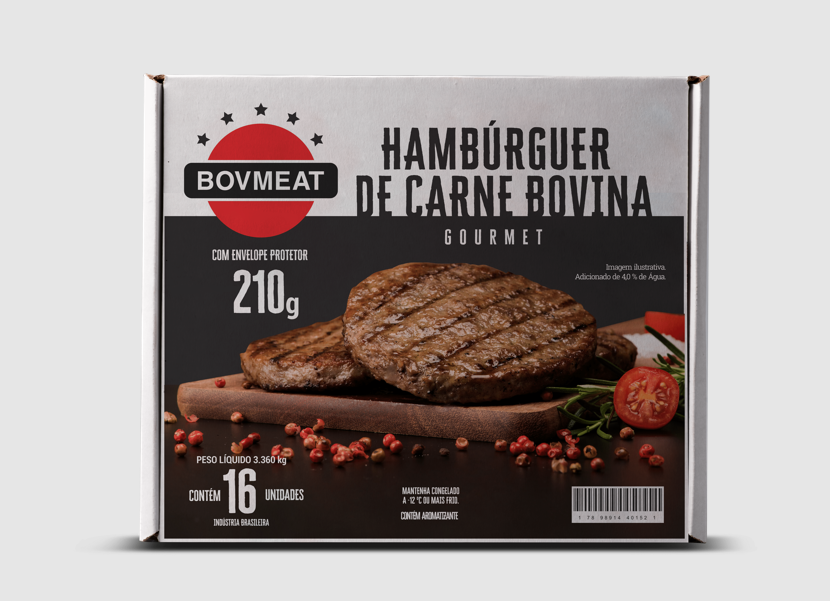 BOVMEAT
HAMBÚRGUER
DE CARNE BOVINA
GOURMET
COM ENVELOPE PROTETOR
210g
Imagem ilustrativa.
Adicionado de 4,0 % de Água.
PESO LÍQUIDO 3.360 kg
CONTÉM 16 UNIDADES
INDÚSTRIA BRASILEIRA
MANTENHA CONGELADO
A -12 °C OU MAIS FRIO.
CONTÉM AROMATIZANTE